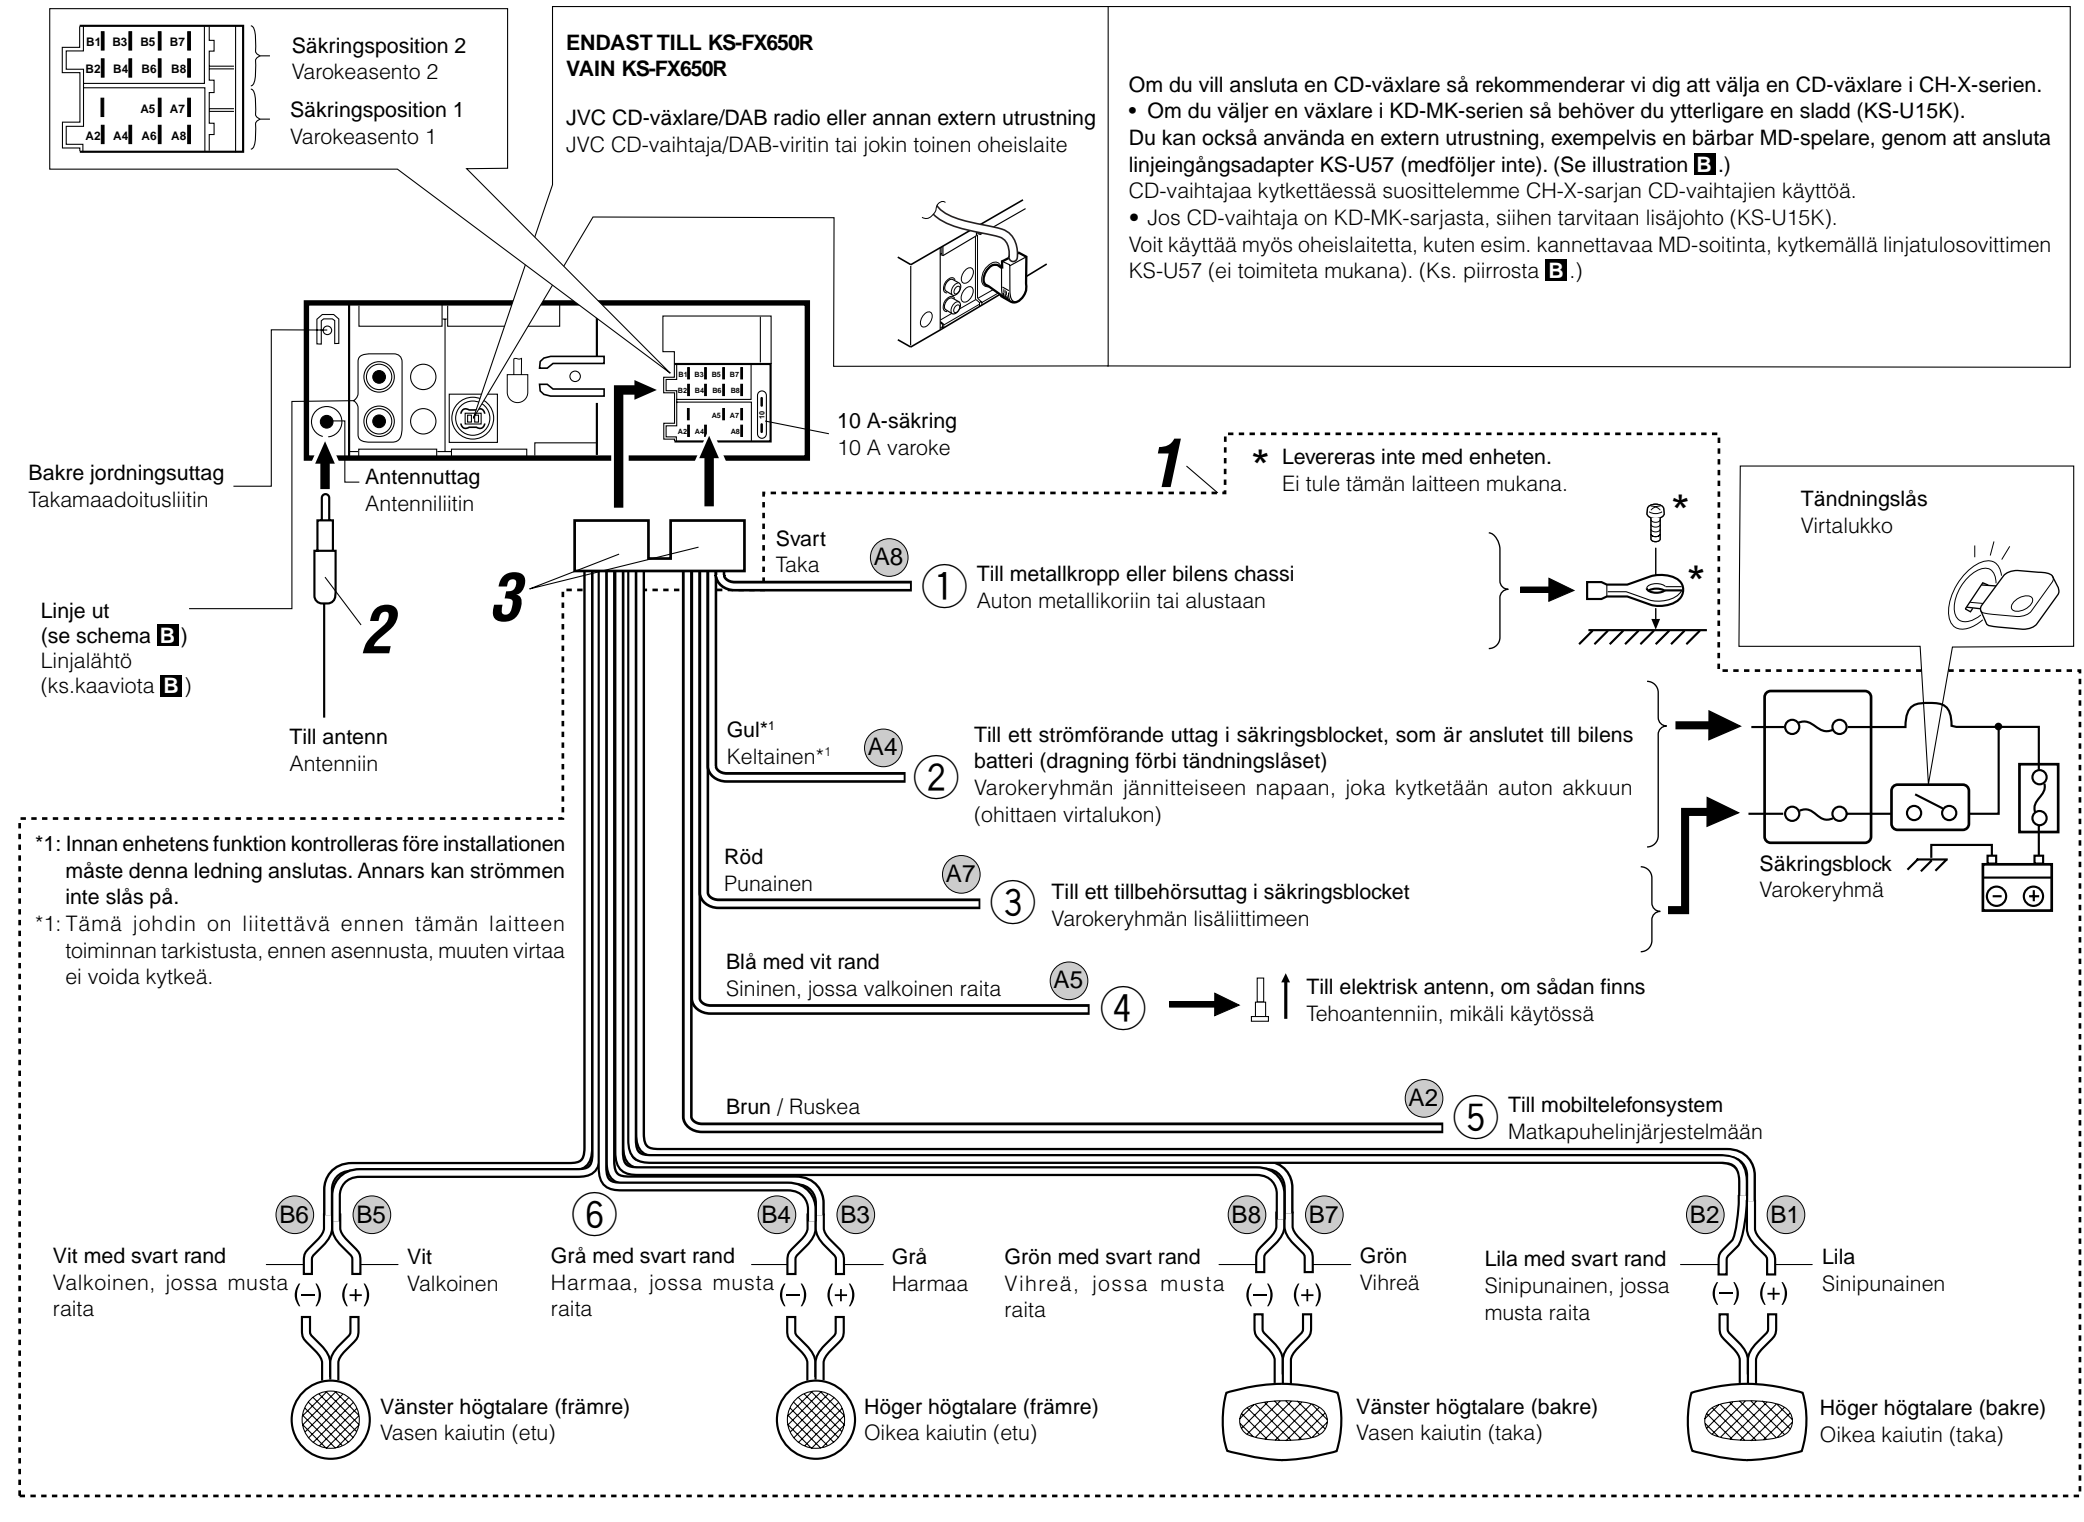 B1 B3 B5 B7
B2 B4 B6 B8
A5 A7
A2 A4 A6 A8
Säkringsposition 2
Varokeasento 2
Säkringsposition 1
Varokeasento 1
ENDAST TILL KS-FX650R
VAIN KS-FX650R
JVC CD-växlare/DAB radio eller annan extern utrustning
JVC CD-vaihtaja/DAB-viritin tai jokin toinen oheislaite
Om du vill ansluta en CD-växlare så rekommenderar vi dig att välja en CD-växlare i CH-X-serien.
• Om du väljer en växlare i KD-MK-serien så behöver du ytterligare en sladd (KS-U15K).
Du kan också använda en extern utrustning, exempelvis en bärbar MD-spelare, genom att ansluta
linjeingångsadapter KS-U57 (medföljer inte). (Se illustration B .)
CD-vaihtajaa kytkettäessä suosittelemme CH-X-sarjan CD-vaihtajien käyttöä.
• Jos CD-vaihtaja on KD-MK-sarjasta, siihen tarvitaan lisäjohto (KS-U15K).
Voit käyttää myös oheislaitetta, kuten esim. kannettavaa MD-soitinta, kytkemällä linjatulosovittimen
KS-U57 (ei toimiteta mukana). (Ks. piirrosta B .)
B1 B3 B5 B7
B2 B4 B6 B8
A5 A7
A2 A4 A8
10
10 A-säkring
10 A varoke
Bakre jordningsuttag
Takamaadoitusliitin
Antennuttag
Antenniliitin
1
* Levereras inte med enheten.
Ei tule tämän laitteen mukana.
*
*
Tändningslås
Virtalukko
Linje ut
(se schema B )
Linjalähtö
(ks.kaaviota B )
2
3
Till antenn
Antenniin
Svart
Taka
A8
1
Till metallkropp eller bilens chassi
Auton metallikoriin tai alustaan
Gul*1
Keltainen*1
A4
2
Till ett strömförande uttag i säkringsblocket, som är anslutet till bilens
batteri (dragning förbi tändningslåset)
Varokeryhmän jännitteiseen napaan, joka kytketään auton akkuun
(ohittaen virtalukon)
*1: Innan enhetens funktion kontrolleras före installationen
måste denna ledning anslutas. Annars kan strömmen
inte slås på.
*1: Tämä johdin on liitettävä ennen tämän laitteen
toiminnan tarkistusta, ennen asennusta, muuten virtaa
ei voida kytkeä.
Röd
Punainen
A7
3
Till ett tillbehörsuttag i säkringsblocket
Varokeryhmän lisäliittimeen
Säkringsblock
Varokeryhmä
− +
Blå med vit rand
Sininen, jossa valkoinen raita
A5
4
Till elektrisk antenn, om sådan finns
Tehoantenniin, mikäli käytössä
Brun / Ruskea
A2
5
Till mobiltelefonsystem
Matkapuhelinjärjestelmään
6
B6 B5
Vit med svart rand
Valkoinen, jossa musta
raita
Vit
Valkoinen
(−) (+)
Vänster högtalare (främre)
Vasen kaiutin (etu)
B4 B3
Grå med svart rand
Harmaa, jossa musta
raita
Grå
Harmaa
(−) (+)
Höger högtalare (främre)
Oikea kaiutin (etu)
B8 B7
Grön med svart rand
Vihreä, jossa musta
raita
Grön
Vihreä
(−) (+)
Vänster högtalare (bakre)
Vasen kaiutin (taka)
B2 B1
Lila med svart rand
Sinipunainen, jossa
musta raita
Lila
Sinipunainen
(−) (+)
Höger högtalare (bakre)
Oikea kaiutin (taka)